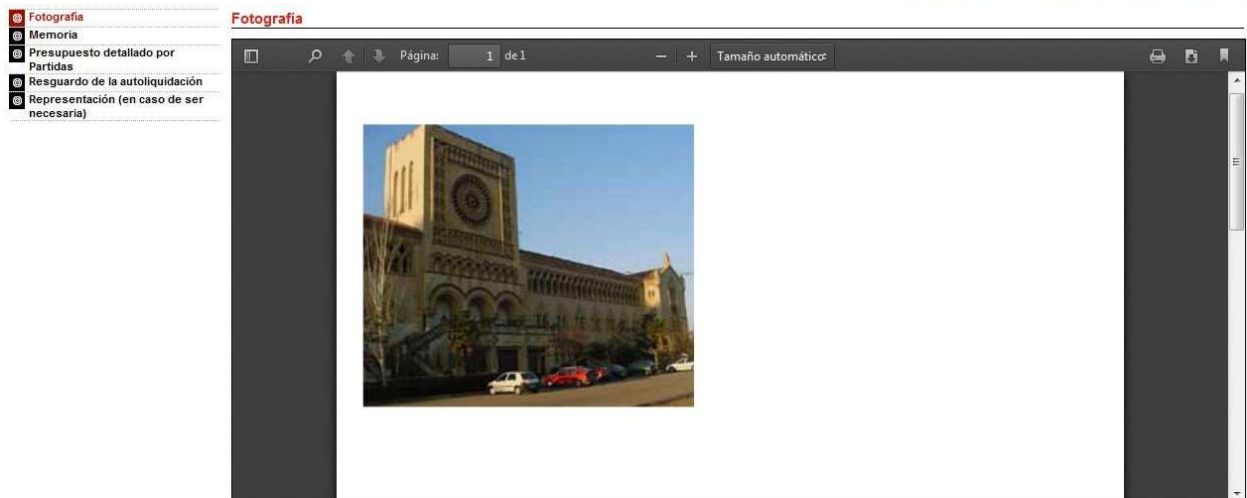 Fotografía
Memoria
Presupuesto detallado por
Partidas
Resguardo de la autoliquidación
Representación (en caso de ser
necesaria)
Fotografía
Página: 1 de 1 Tamaño automático